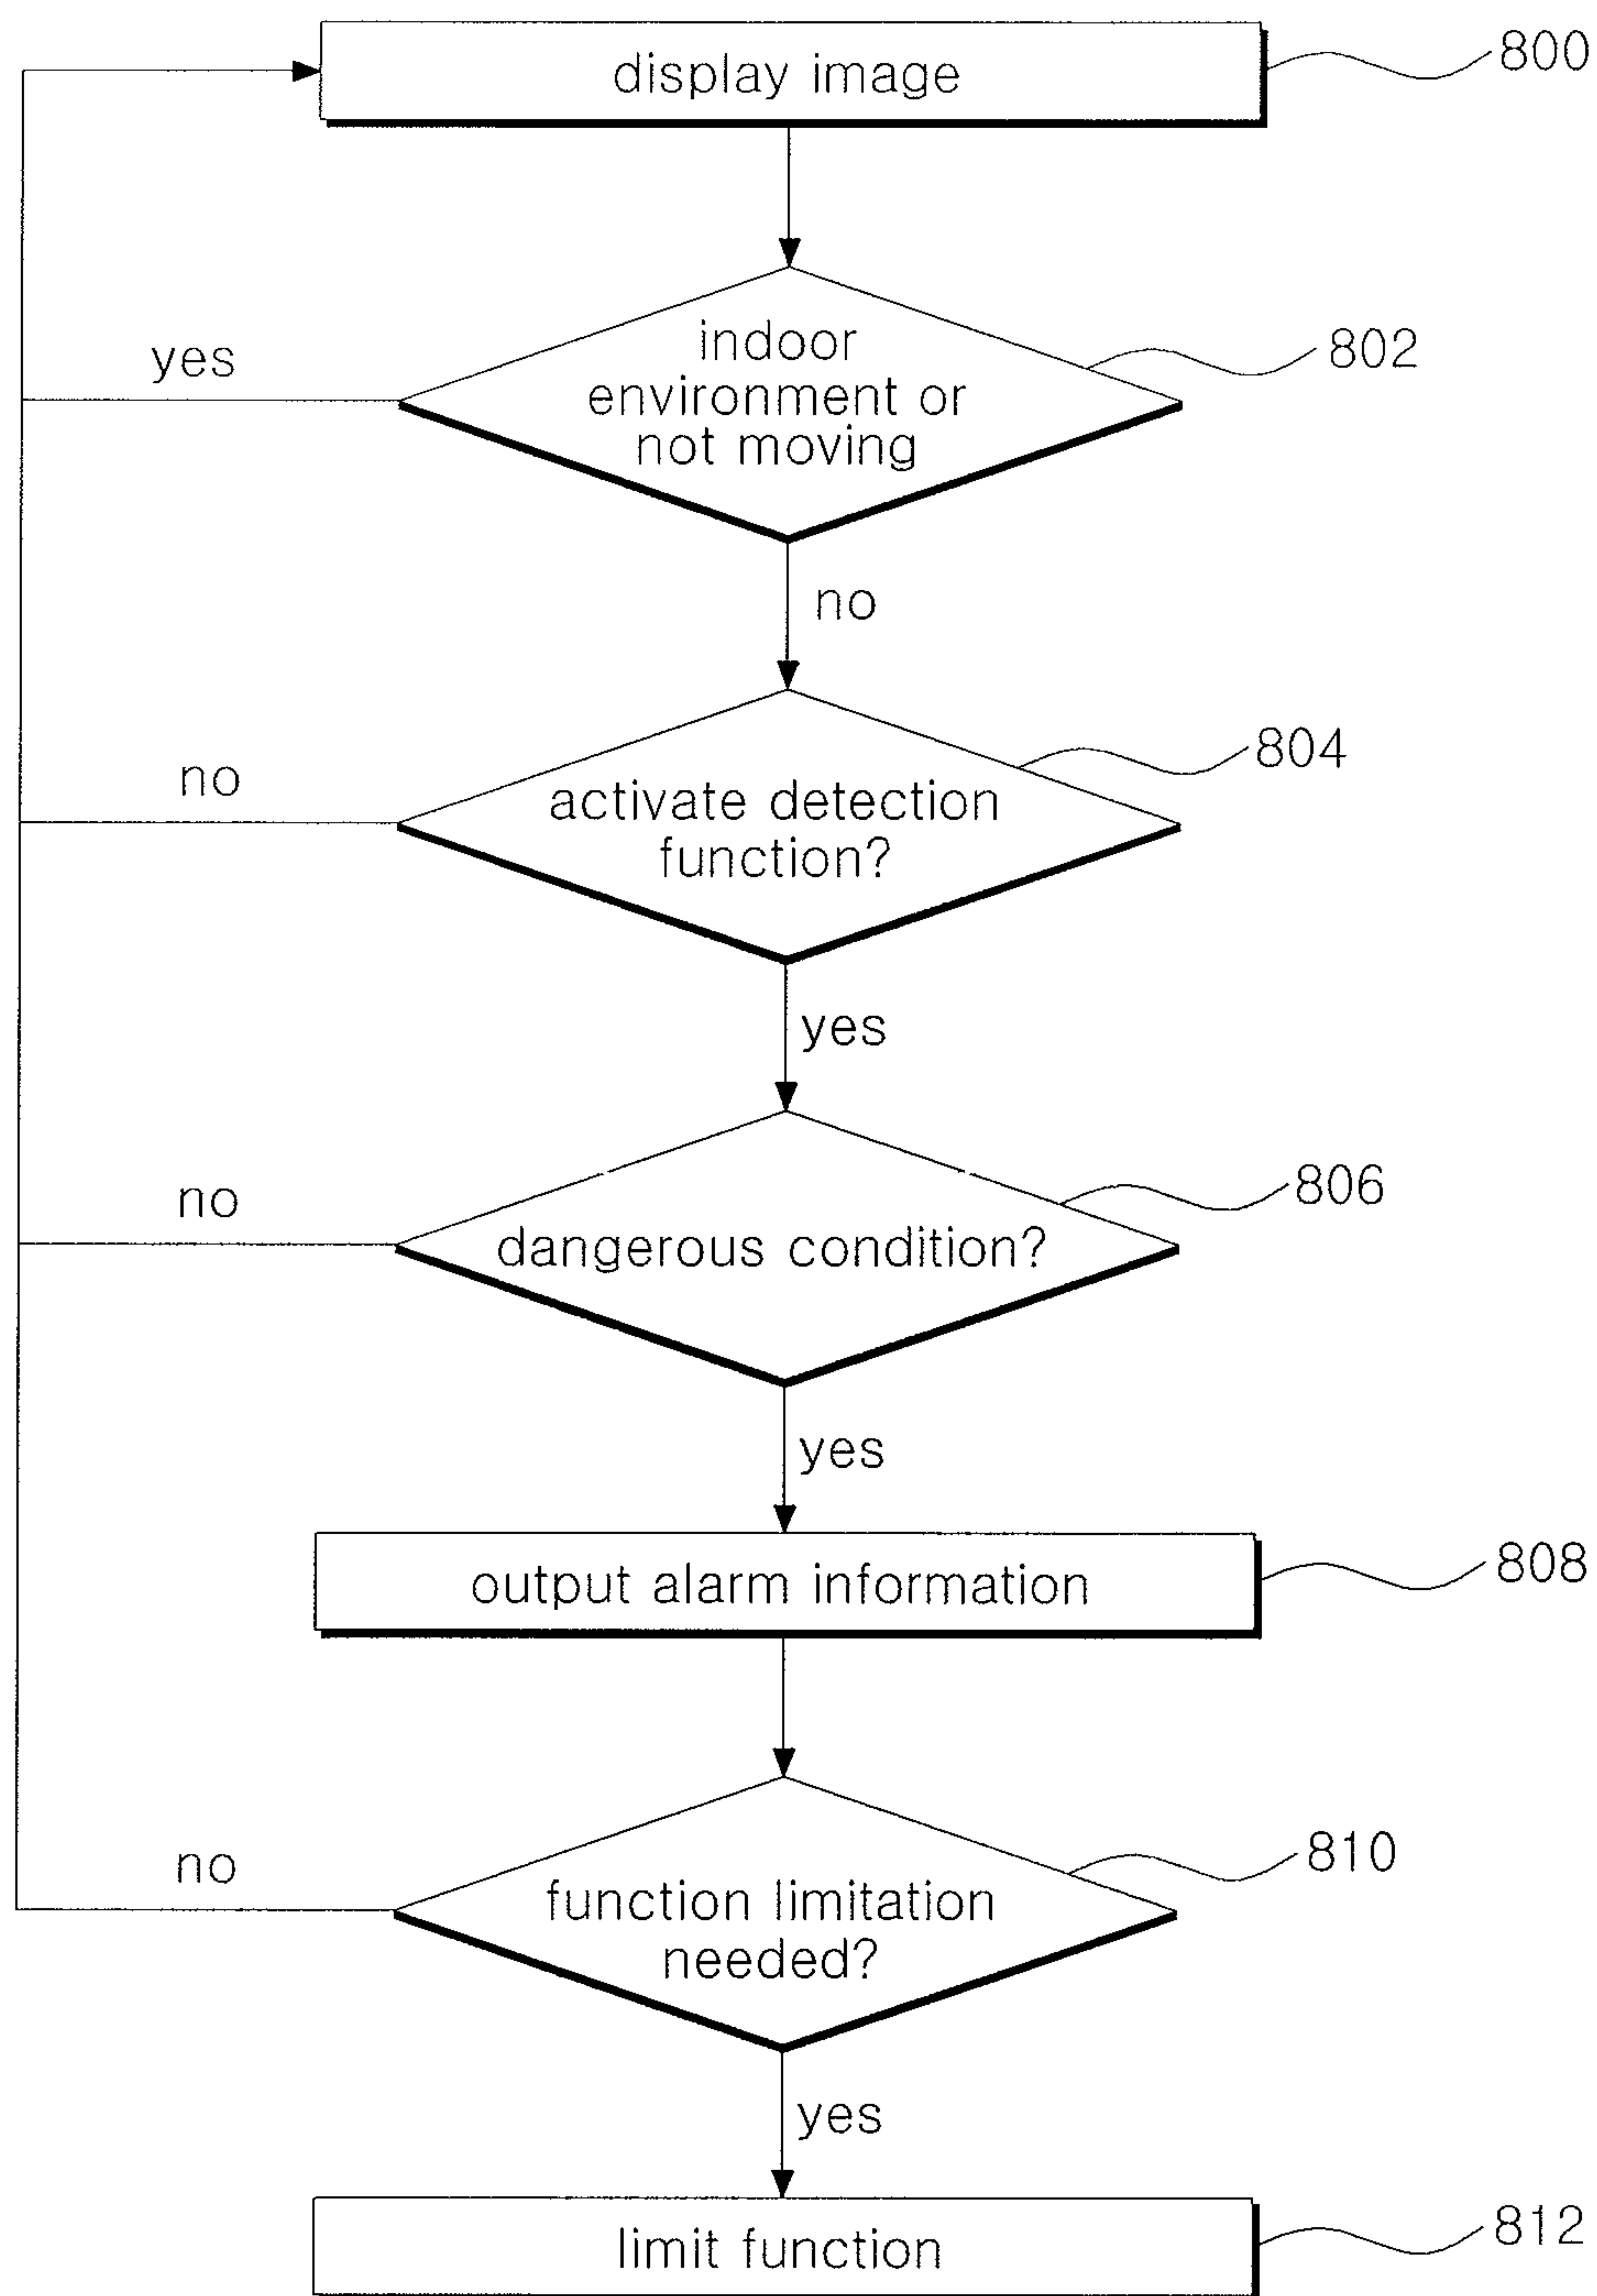 display image
800
indoor
environment or
not moving
802
yes
no
activate detection
function?
804
no
yes
dangerous condition?
806
no
yes
output alarm information
808
function limitation
needed?
810
no
yes
limit function
812